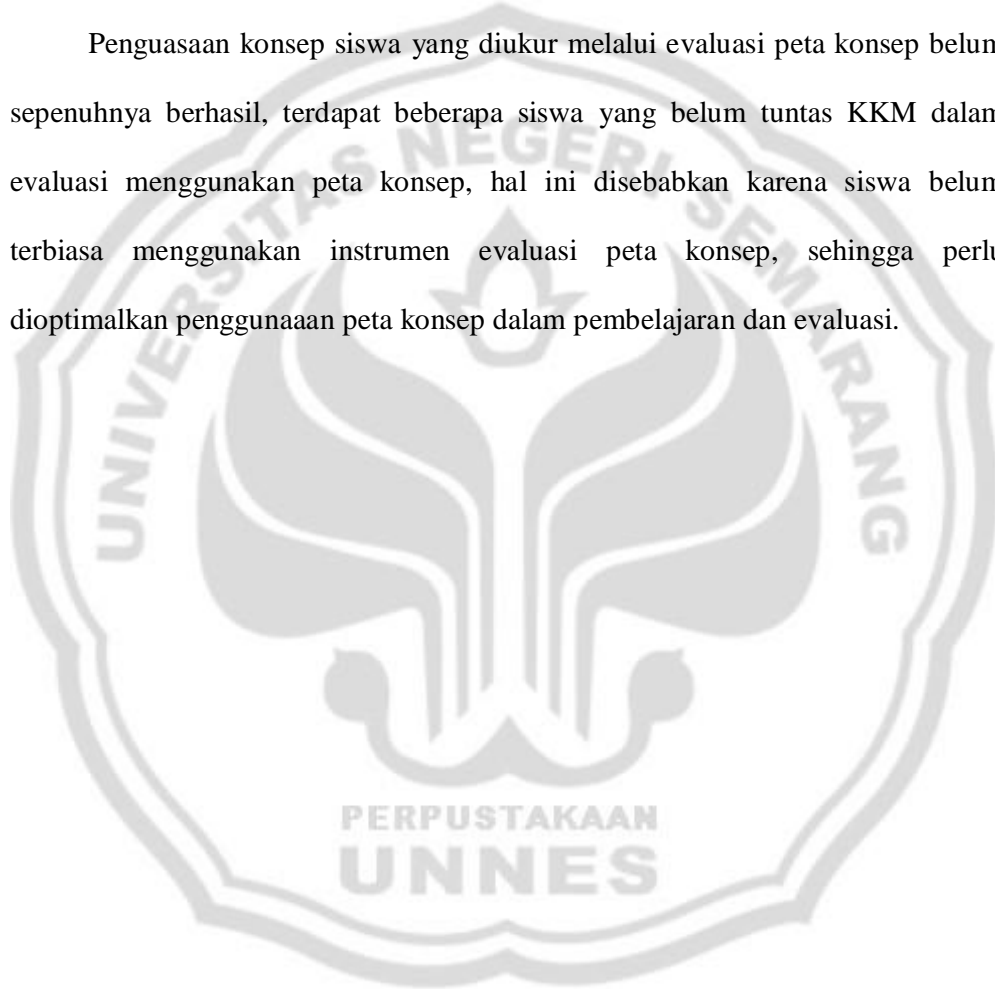 Penguasaan konsep siswa yang diukur melalui evaluasi peta konsep belum
sepenuhnya berhasil, terdapat beberapa siswa yang belum tuntas KKM dalam
evaluasi menggunakan peta konsep, hal ini disebabkan karena siswa belum
terbiasa menggunakan instrumen evaluasi peta konsep, sehingga perlu
dioptimalkan penggunaaan peta konsep dalam pembelajaran dan evaluasi.
UNIVERSITAS NEGERI SEMARANG
PERPUSTAKAAN
UNNES